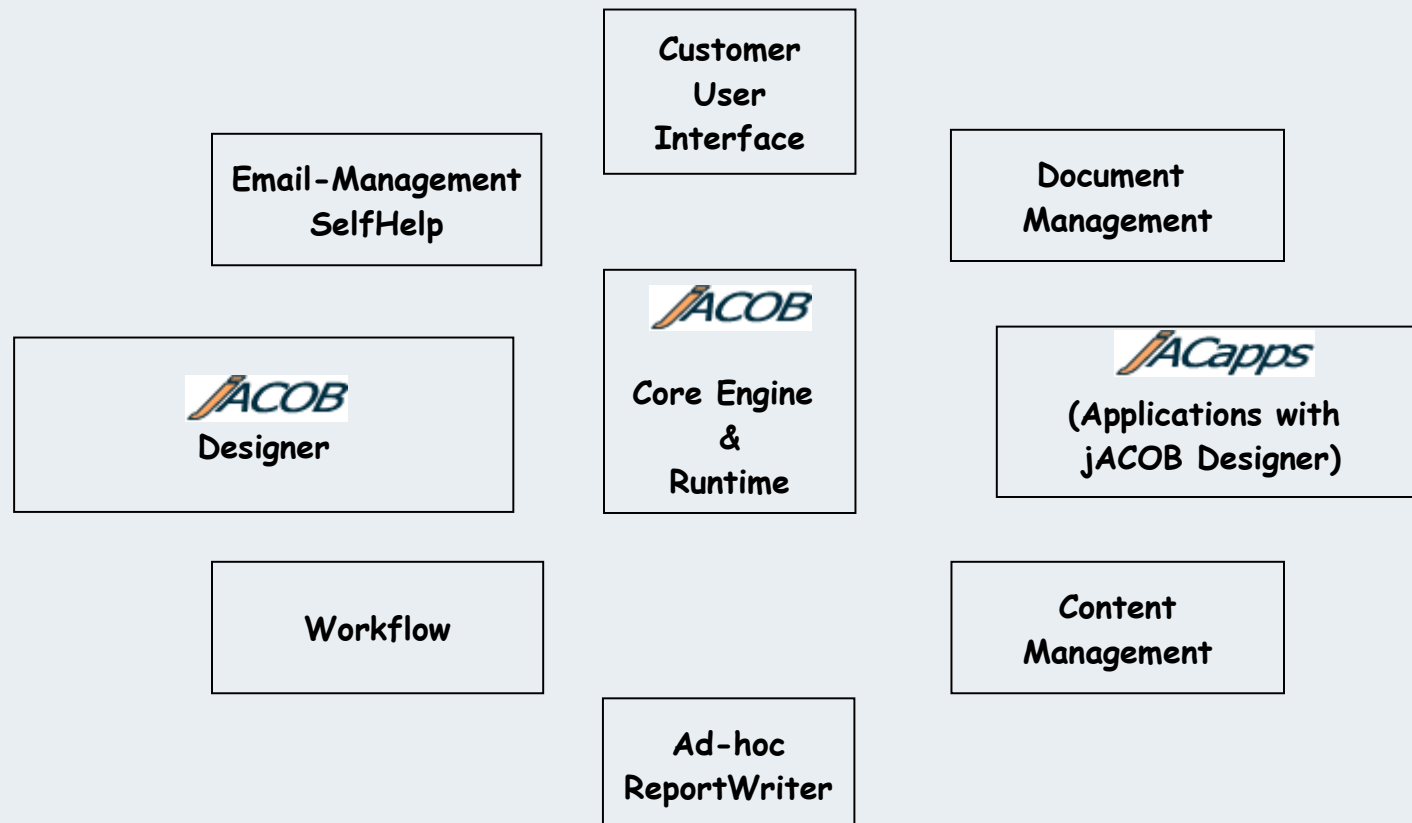 Customer
User
Interface
Email-Management
SelfHelp
Document
Management
jACOB
Designer
jACOB
Core Engine
&
Runtime
jACapps
(Applications with
jACOB Designer)
Workflow
Content
Management
Ad-hoc
ReportWriter